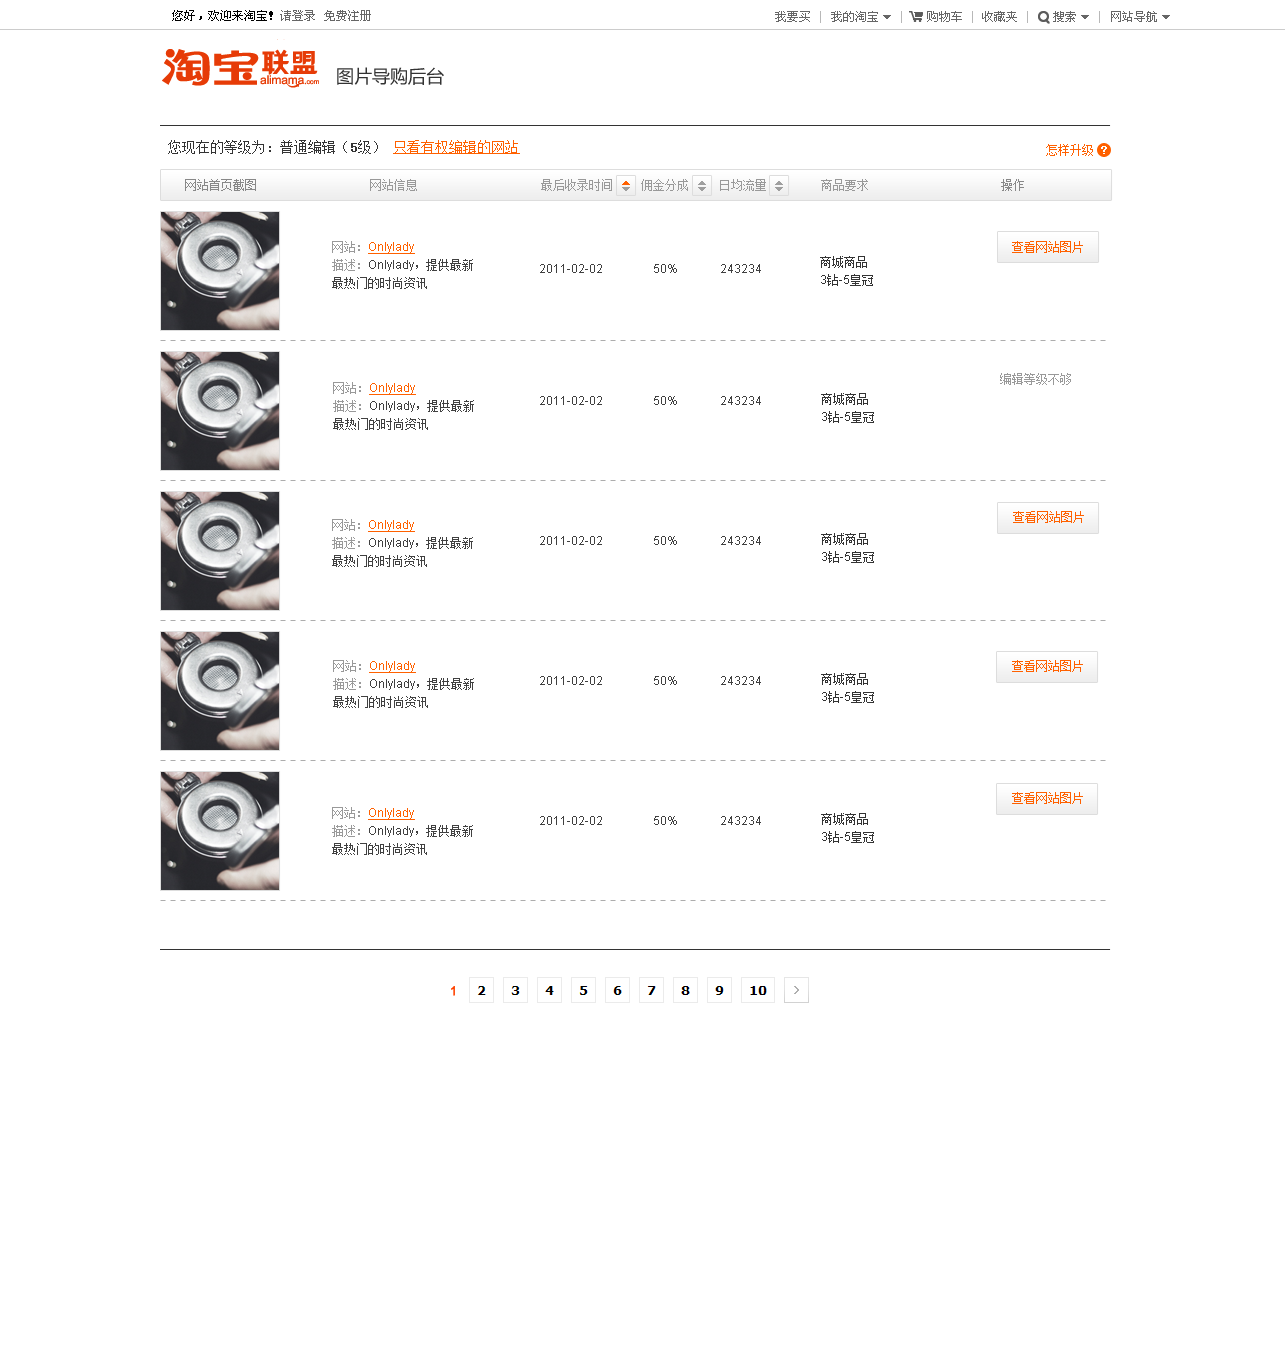 您好，欢迎来淘宝！ 请登录 免费注册 我要买 我的淘宝 购物车 收藏夹 搜索 网站导航
淘宝联盟 alimama.com 图片导购后台
您现在的等级为：普通编辑（5级） 只看有权编辑的网站 怎样升级 ?
网站首页截图 网站信息 最后收录时间 佣金分成 日均流量 商品要求 操作
网站：Onlylady
描述：Onlylady，提供最新
最热门的时尚资讯
2011-02-02 50% 243234
商城商品
3钻-5皇冠
查看网站图片
网站：Onlylady
描述：Onlylady，提供最新
最热门的时尚资讯
2011-02-02 50% 243234
商城商品
3钻-5皇冠
编辑等级不够
网站：Onlylady
描述：Onlylady，提供最新
最热门的时尚资讯
2011-02-02 50% 243234
商城商品
3钻-5皇冠
查看网站图片
网站：Onlylady
描述：Onlylady，提供最新
最热门的时尚资讯
2011-02-02 50% 243234
商城商品
3钻-5皇冠
查看网站图片
网站：Onlylady
描述：Onlylady，提供最新
最热门的时尚资讯
2011-02-02 50% 243234
商城商品
3钻-5皇冠
查看网站图片
1 2 3 4 5 6 7 8 9 10 >